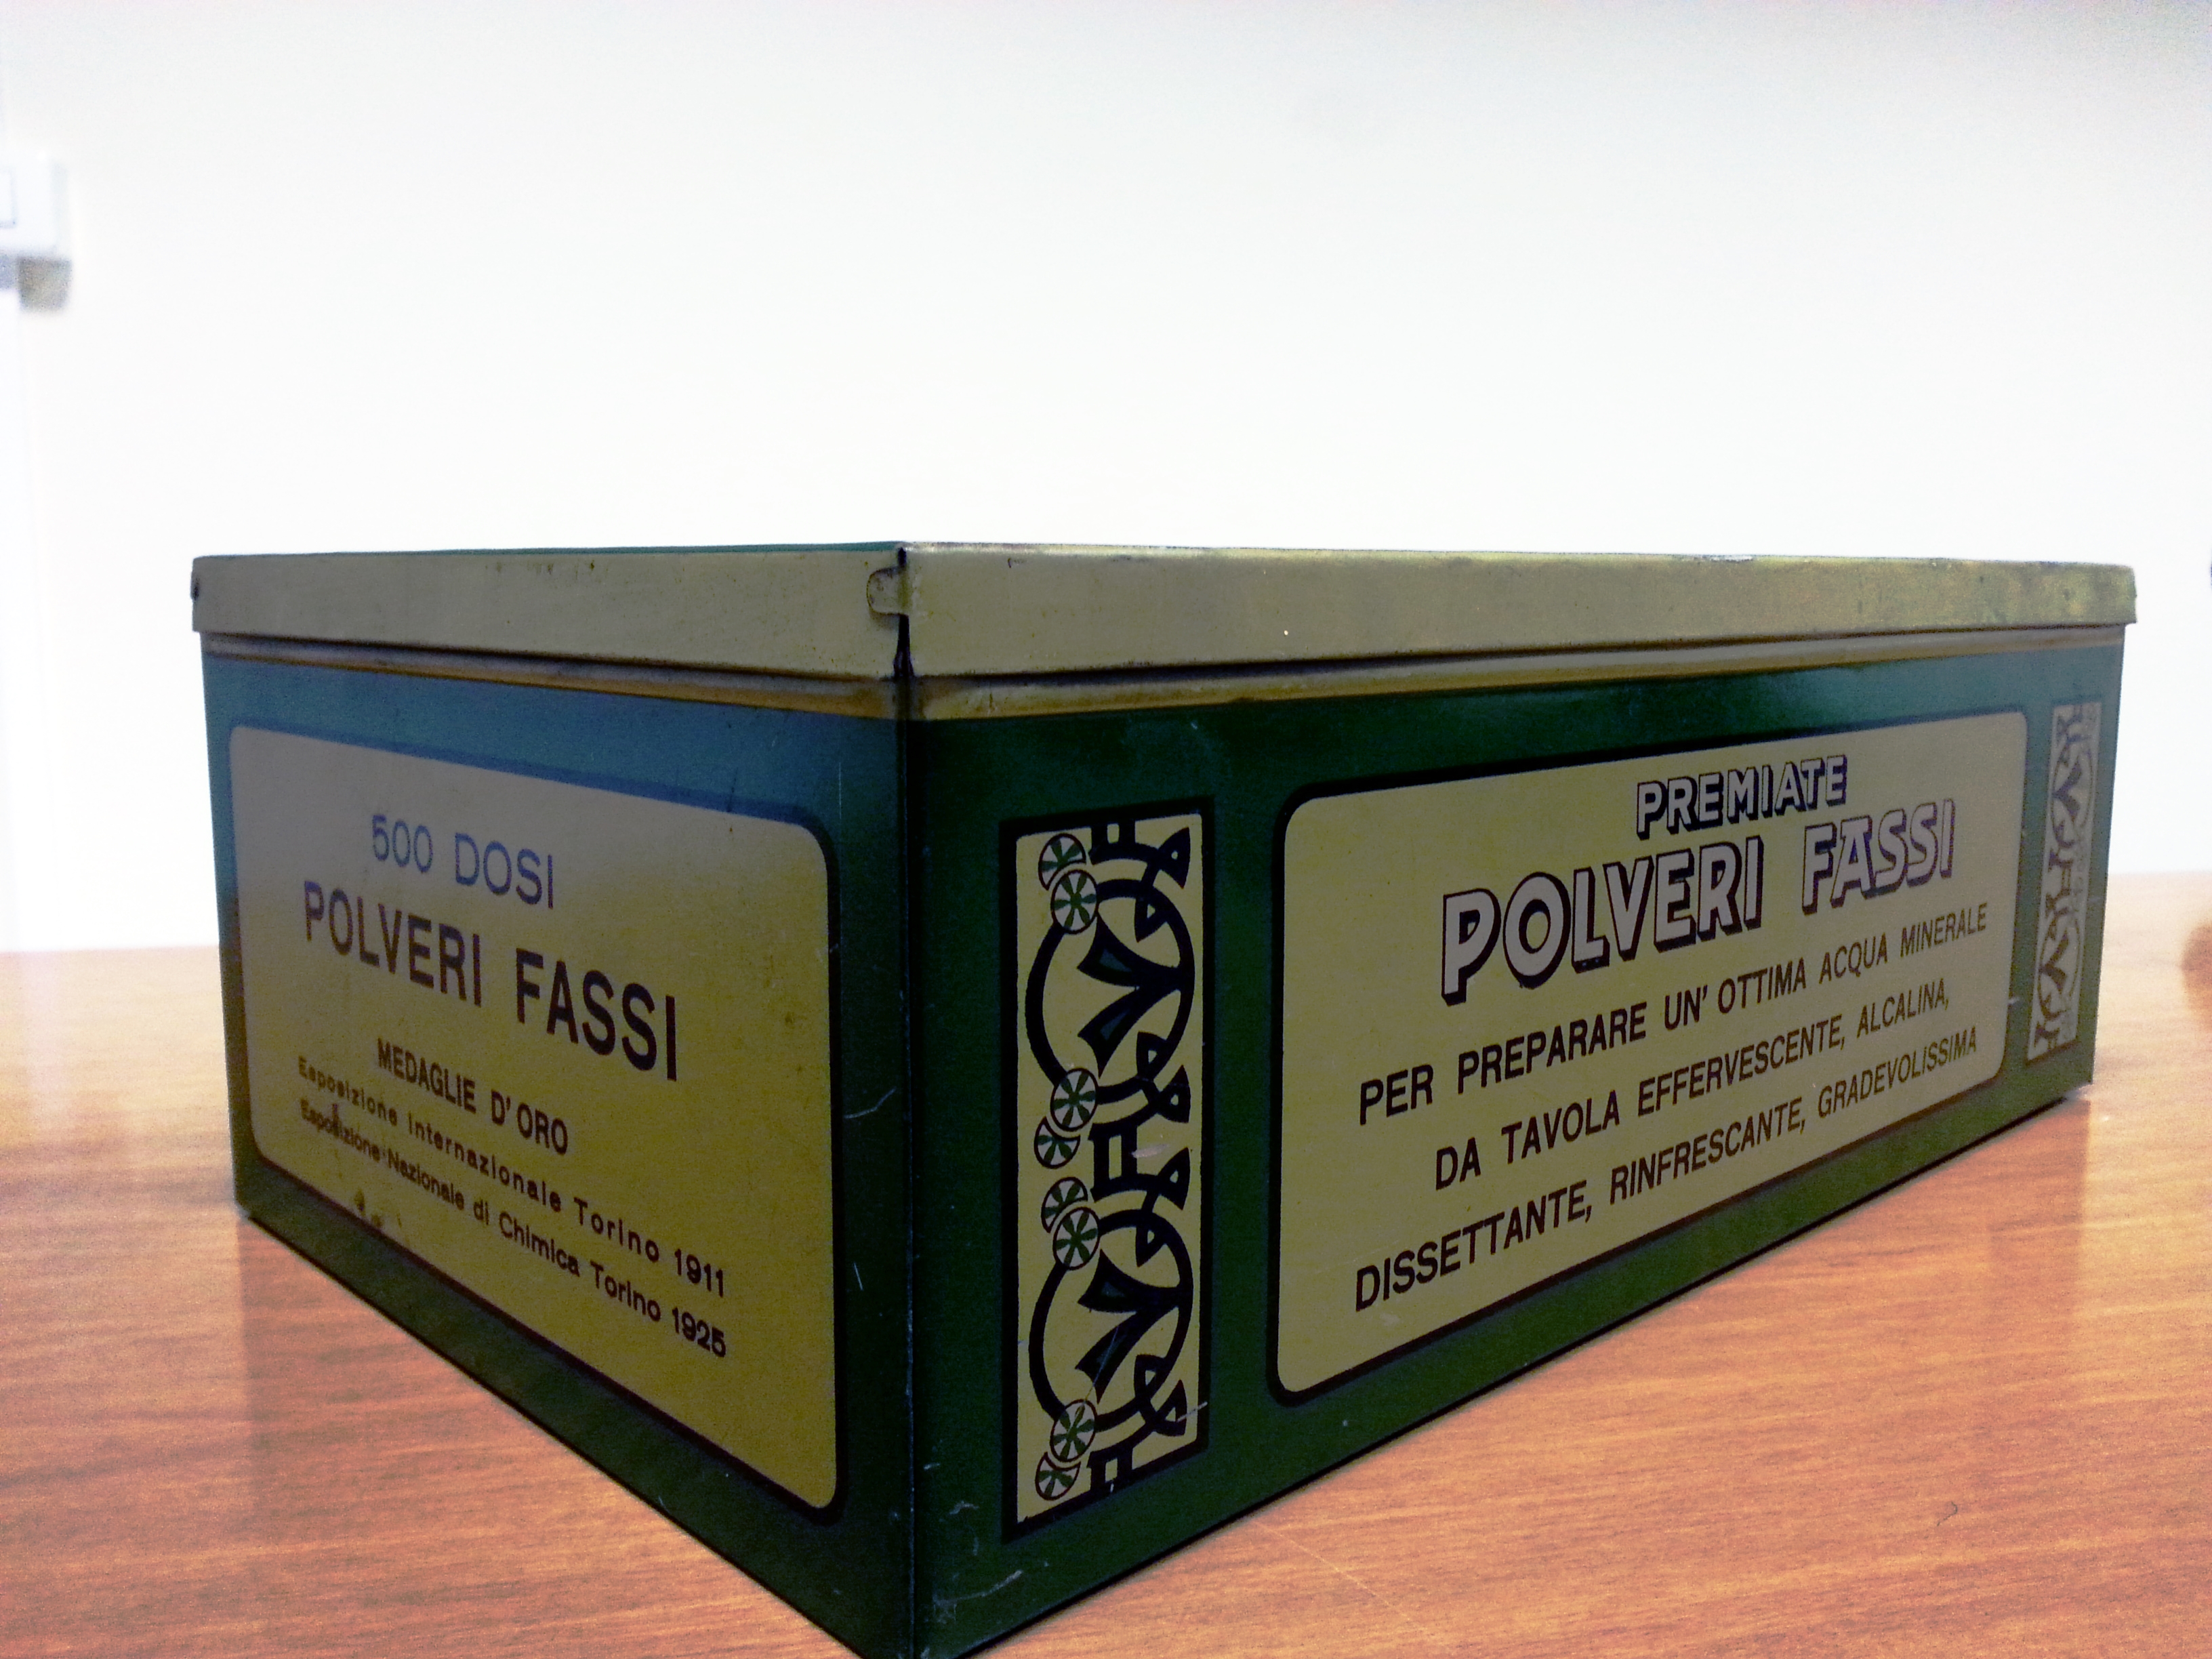 500 DOSI
POLVERI FASSI
MEDAGLIE D'ORO
Esposizione Internazionale Torino 1911
Esposizione Nazionale di Chimica Torino 1925
PREMIATE
POLVERI FASSI
PER PREPARARE UN' OTTIMA ACQUA MINERALE
DA TAVOLA EFFERVESCENTE, ALCALINA,
DISSETTANTE, RINFRESCANTE, GRADEVOLISSIMA